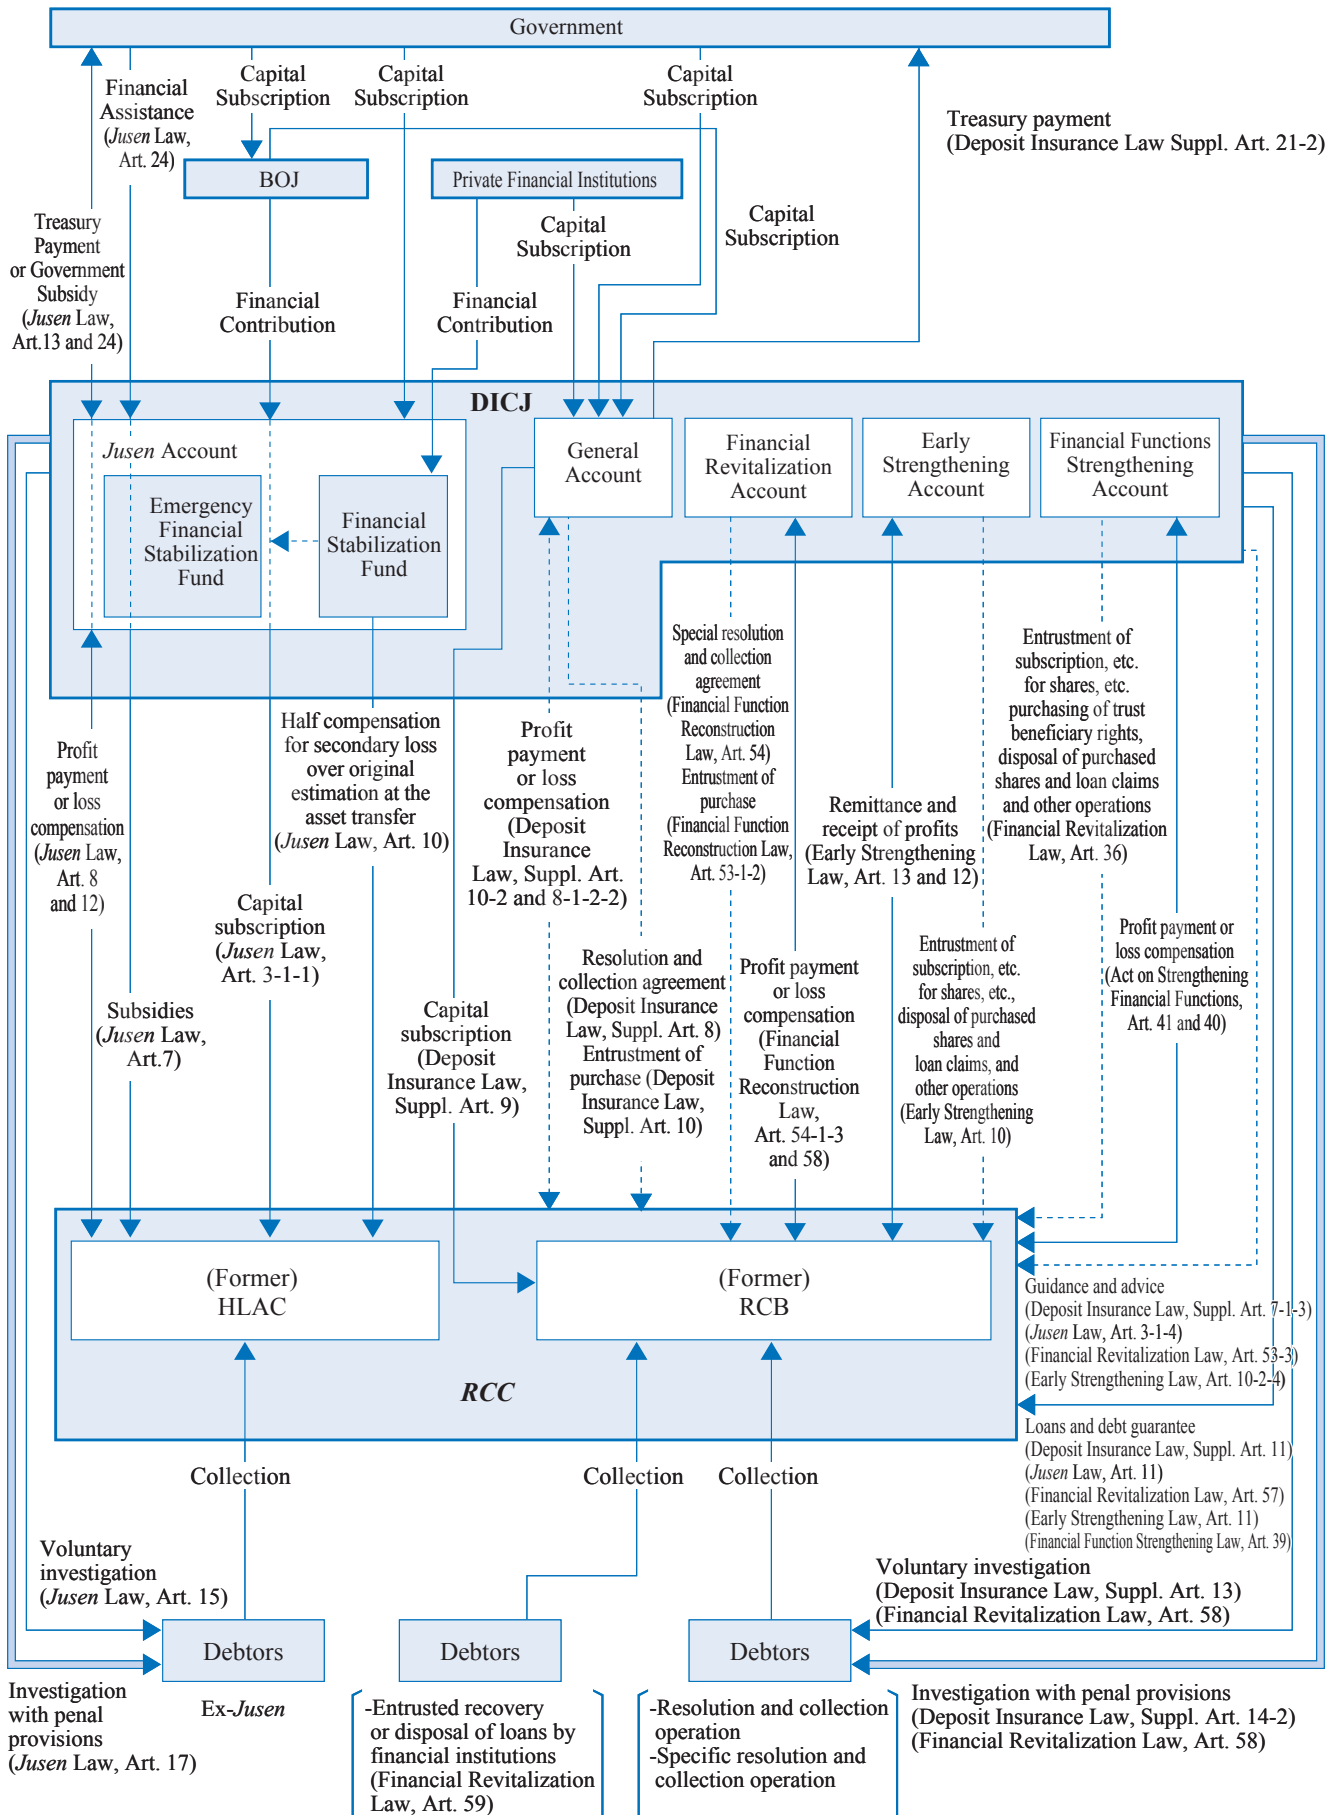 Government
Financial
Assistance
(Jusen Law,
Art. 24)
Capital
Subscription
Capital
Subscription
Capital
Subscription
Treasury payment
(Deposit Insurance Law Suppl. Art. 21-2)
BOJ
Private Financial Institutions
Treasury
Payment
or Government
Subsidy
(Jusen Law,
Art.13 and 24)
Financial
Contribution
Financial
Contribution
Capital
Subscription
Capital
Subscription
DICJ
Jusen Account
Emergency
Financial
Stabilization
Fund
Financial
Stabilization
Fund
General
Account
Financial
Revitalization
Account
Early
Strengthening
Account
Financial Functions
Strengthening
Account
Profit
payment
or loss
compensation
(Jusen Law,
Art. 8
and 12)
Subsidies
(Jusen Law,
Art.7)
Capital
subscription
(Jusen Law,
Art. 3-1-1)
Half compensation
for secondary loss
over original
estimation at the
asset transfer
(Jusen Law, Art. 10)
Capital
subscription
(Deposit
Insurance Law,
Suppl. Art. 9)
Profit
payment
or loss
compensation
(Deposit
Insurance
Law, Suppl. Art.
10-2 and 8-1-2-2)
Resolution and
collection agreement
(Deposit Insurance
Law, Suppl. Art. 8)
Entrustment of
purchase (Deposit
Insurance Law,
Suppl. Art. 10)
Special resolution
and collection
agreement
(Financial Function
Reconstruction
Law, Art. 54)
Entrustment of
purchase
(Financial Function
Reconstruction Law,
Art. 53-1-2)
Profit payment
or loss
compensation
(Financial
Function
Reconstruction
Law,
Art. 54-1-3
and 58)
Remittance and
receipt of profits
(Early Strengthening
Law, Art. 13 and 12)
Entrustment of
subscription, etc.
for shares, etc.,
disposal of purchased
shares and
loan claims, and
other operations
(Early Strengthening
Law, Art. 10)
Entrustment of
subscription, etc.
for shares, etc.
purchasing of trust
beneficiary rights,
disposal of purchased
shares and loan claims
and other operations
(Financial Revitalization
Law, Art. 36)
Profit payment or
loss compensation
(Act on Strengthening
Financial Functions,
Art. 41 and 40)
(Former)
HLAC
(Former)
RCB
RCC
Guidance and advice
(Deposit Insurance Law, Suppl. Art. 7-1-3)
(Jusen Law, Art. 3-1-4)
(Financial Revitalization Law, Art. 53-3)
(Early Strengthening Law, Art. 10-2-4)
Loans and debt guarantee
(Deposit Insurance Law, Suppl. Art. 11)
(Jusen Law, Art. 11)
(Financial Revitalization Law, Art. 57)
(Early Strengthening Law, Art. 11)
(Financial Function Strengthening Law, Art. 39)
Collection
Collection
Collection
Voluntary
investigation
(Jusen Law, Art. 15)
Voluntary investigation
(Deposit Insurance Law, Suppl. Art. 13)
(Financial Revitalization Law, Art. 58)
Debtors
Debtors
Debtors
Investigation
with penal
provisions
(Jusen Law, Art. 17)
Ex-Jusen
-Entrusted recovery
or disposal of loans by
financial institutions
(Financial Revitalization
Law, Art. 59)
-Resolution and collection
operation
-Specific resolution and
collection operation
Investigation with penal provisions
(Deposit Insurance Law, Suppl. Art. 14-2)
(Financial Revitalization Law, Art. 58)